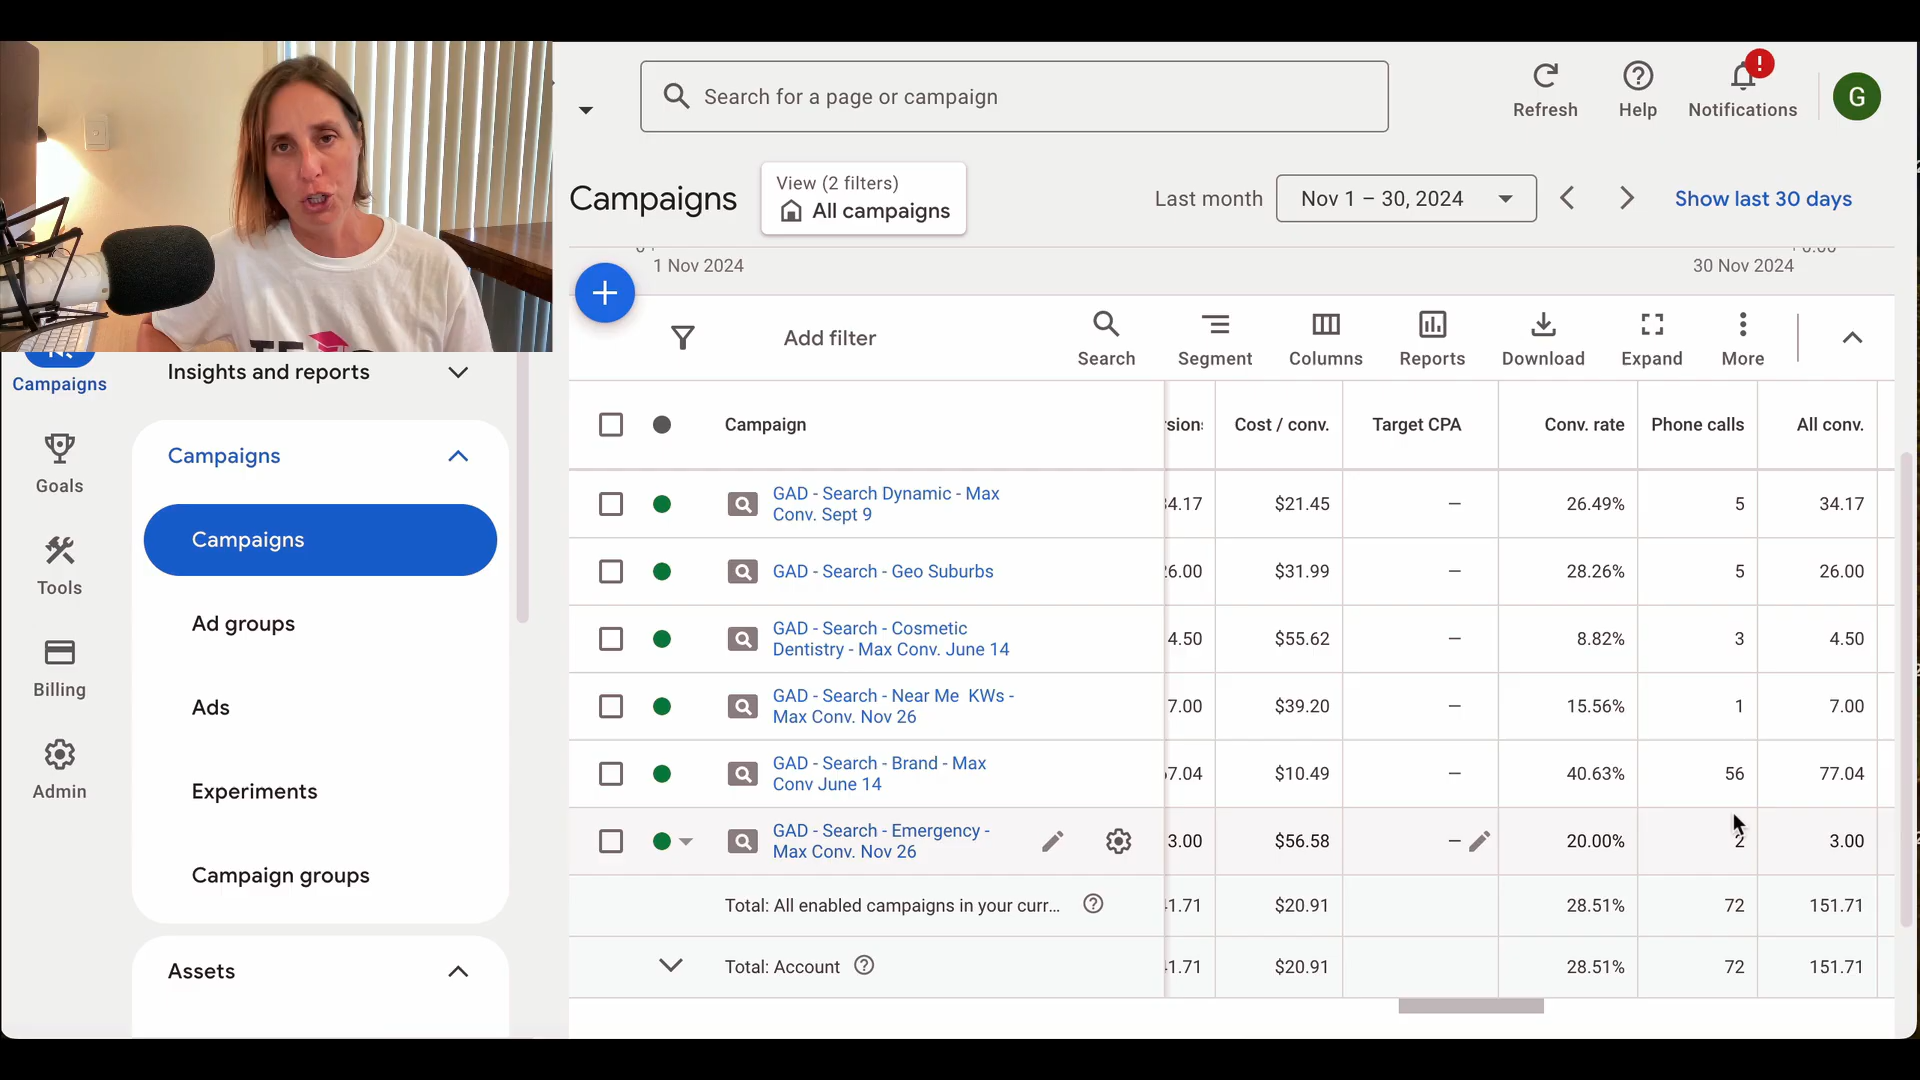 Search for a page or campaign
Refresh
Help
!
Notifications
G
Campaigns
View (2 filters)
All campaigns
Last month
Nov 1 – 30, 2024
Show last 30 days
1 Nov 2024
30 Nov 2024
Add filter
Search
Segment
Columns
Reports
Download
Expand
More
Campaigns
Goals
Tools
Billing
Admin
Insights and reports
Campaigns
Campaigns
Ad groups
Ads
Experiments
Campaign groups
Assets
Campaign Cost / conv. Target CPA Conv. rate Phone calls All conv.
GAD - Search Dynamic - Max
Conv. Sept 9
4.17 $21.45 — 26.49% 5 34.17
GAD - Search - Geo Suburbs 6.00 $31.99 — 28.26% 5 26.00
GAD - Search - Cosmetic
Dentistry - Max Conv. June 14
4.50 $55.62 — 8.82% 3 4.50
GAD - Search - Near Me KWs -
Max Conv. Nov 26
7.00 $39.20 — 15.56% 1 7.00
GAD - Search - Brand - Max
Conv June 14
7.04 $10.49 — 40.63% 56 77.04
GAD - Search - Emergency -
Max Conv. Nov 26
3.00 $56.58 — 20.00% 2 3.00
Total: All enabled campaigns in your curr... 1.71 $20.91 28.51% 72 151.71
Total: Account 1.71 $20.91 28.51% 72 151.71